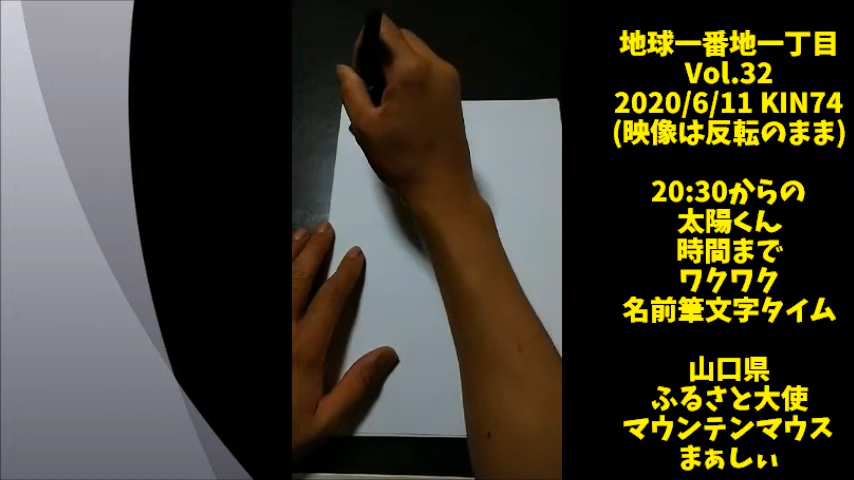 地球一番地一丁目
Vol.32
2020/6/11 KIN74
(映像は反転のまま)
20:30からの
太陽くん
時間まで
ワクワク
名前筆文字タイム
山口県
ふるさと大使
マウンテンマウス
まぁしぃ